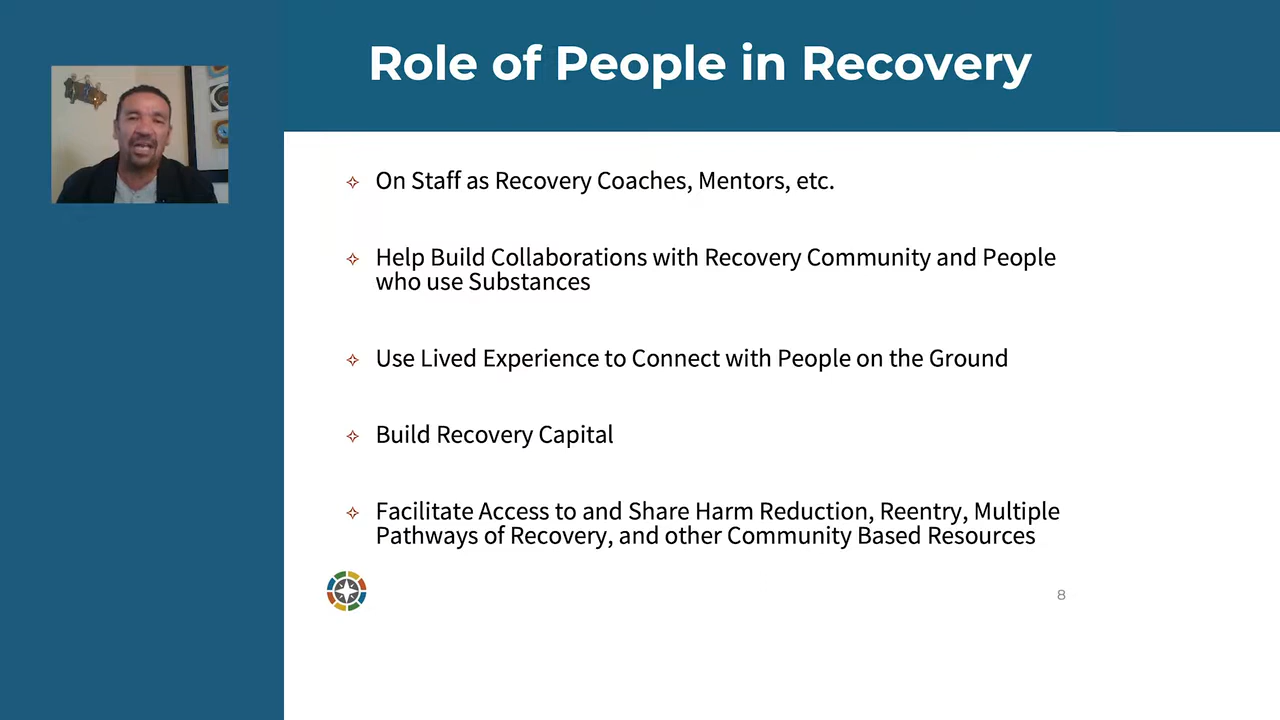 Role of People in Recovery
On Staff as Recovery Coaches, Mentors, etc.
Help Build Collaborations with Recovery Community and People
who use Substances
Use Lived Experience to Connect with People on the Ground
Build Recovery Capital
Facilitate Access to and Share Harm Reduction, Reentry, Multiple
Pathways of Recovery, and other Community Based Resources
8